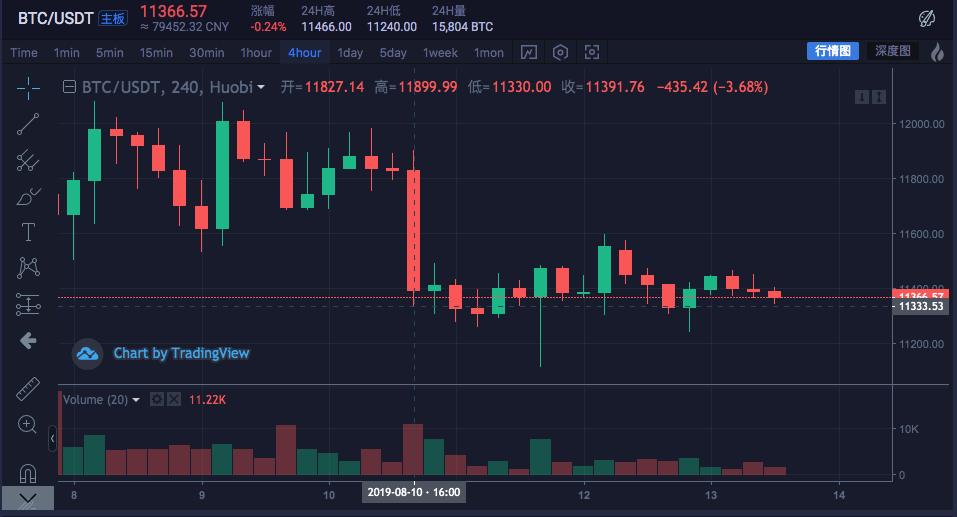 BTC/USDT 主板 11366.57 涨幅 24H高 24H低 24H量
≈ 79452.32 CNY -0.24% 11466.00 11240.00 15,804 BTC
Time 1min 5min 15min 30min 1hour 4hour 1day 5day 1week 1mon 行情图 深度图
BTC/USDT, 240, Huobi 开=11827.14 高=11899.99 低=11330.00 收=11391.76 −435.42 (−3.68%)
12000.00
11800.00
11600.00
11400.00
11366.57
11333.53
11200.00
Chart by TradingView
Volume (20) 11.22K
10K
0
8 9 10 2019-08-10 · 16:00 12 13 14